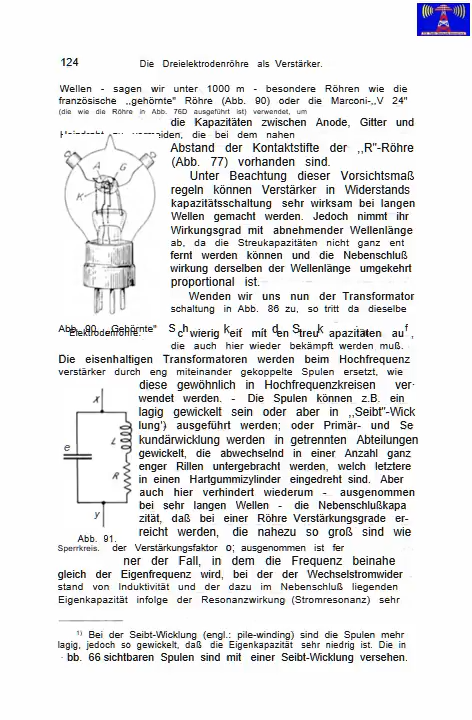 124 Die Dreielektrodenröhre als Verstärker.
Wellen - sagen wir unter 1000 m - besondere Röhren wie die
französische ,,gehörnte" Röhre (Abb. 90) oder die Marconi-,,V 24"
(die wie die Röhre in Abb. 76D ausgeführt ist) verwendet, um
die Kapazitäten zwischen Anode, Gitter und
zu vermeiden, die bei dem nahen
Abstand der Kontaktstifte der ,,R"-Röhre
(Abb. 77) vorhanden sind.
Unter Beachtung dieser Vorsichtsmaß
regeln können Verstärker in Widerstands
kapazitätsschaltung sehr wirksam bei langen
Wellen gemacht werden. Jedoch nimmt ihr
Wirkungsgrad mit abnehmender Wellenlänge
ab, da die Streukapazitäten nicht ganz ent
fernt werden können und die Nebenschluß
wirkung derselben der Wellenlänge umgekehrt
proportional ist.
Wenden wir uns nun der Transformator
schaltung in Abb. 86 zu, so tritt da dieselbe
A
G
K
Abb. 90. ,,Gehörnte"
Elektrodenröhre.
Schwierigkeit mit den Streukapazitäten auf,
die auch hier wieder bekämpft werden muß.
Die eisenhaltigen Transformatoren werden beim Hochfrequenz
verstärker durch eng miteinander gekoppelte Spulen ersetzt, wie
diese gewöhnlich in Hochfrequenzkreisen ver-
wendet werden. - Die Spulen können z.B. ein
lagig gewickelt sein oder aber in ,,Seibt"-Wick
lung¹) ausgeführt werden; oder Primär- und Se
kundärwicklung werden in getrennten Abteilungen
gewickelt, die abwechselnd in einer Anzahl ganz
enger Rillen untergebracht werden, welch letztere
in einen Hartgummizylinder eingedreht sind. Aber
auch hier verhindert wiederum - ausgenommen
bei sehr langen Wellen - die Nebenschlußkapa
zität, daß bei einer Röhre Verstärkungsgrade er-
reicht werden, die nahezu so groß sind wie
x
e
L
R
y
Abb. 91.
Sperrkreis.
der Verstärkungsfaktor o; ausgenommen ist fer
ner der Fall, in dem die Frequenz beinahe
gleich der Eigenfrequenz wird, bei der der Wechselstromwider
stand von Induktivität und der dazu im Nebenschluß liegenden
Eigenkapazität infolge der Resonanzwirkung (Stromresonanz) sehr
¹) Bei der Seibt-Wicklung (engl.: pile-winding) sind die Spulen mehr
lagig, jedoch so gewickelt, daß die Eigenkapazität sehr niedrig ist. Die in
bb. 66 sichtbaren Spulen sind mit einer Seibt-Wicklung versehen.